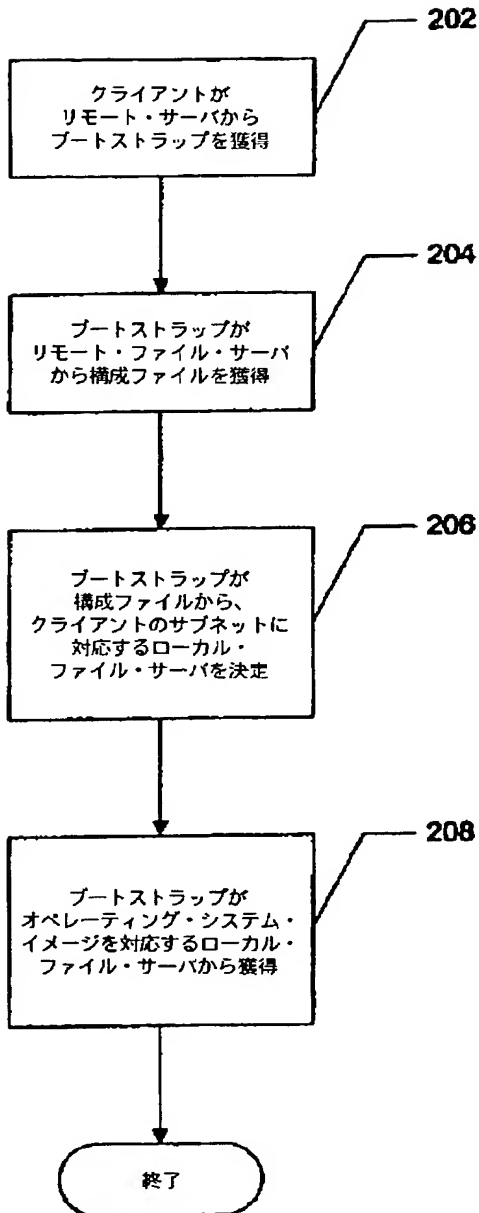 202
クライアントが
リモート・サーバから
ブートストラップを獲得
204
ブートストラップが
リモート・ファイル・サーバ
から構成ファイルを獲得
206
ブートストラップが
構成ファイルから、
クライアントのサブネットに
対応するローカル・
ファイル・サーバを決定
208
ブートストラップが
オペレーティング・システム・
イメージを対応するローカル・
ファイル・サーバから獲得
終了